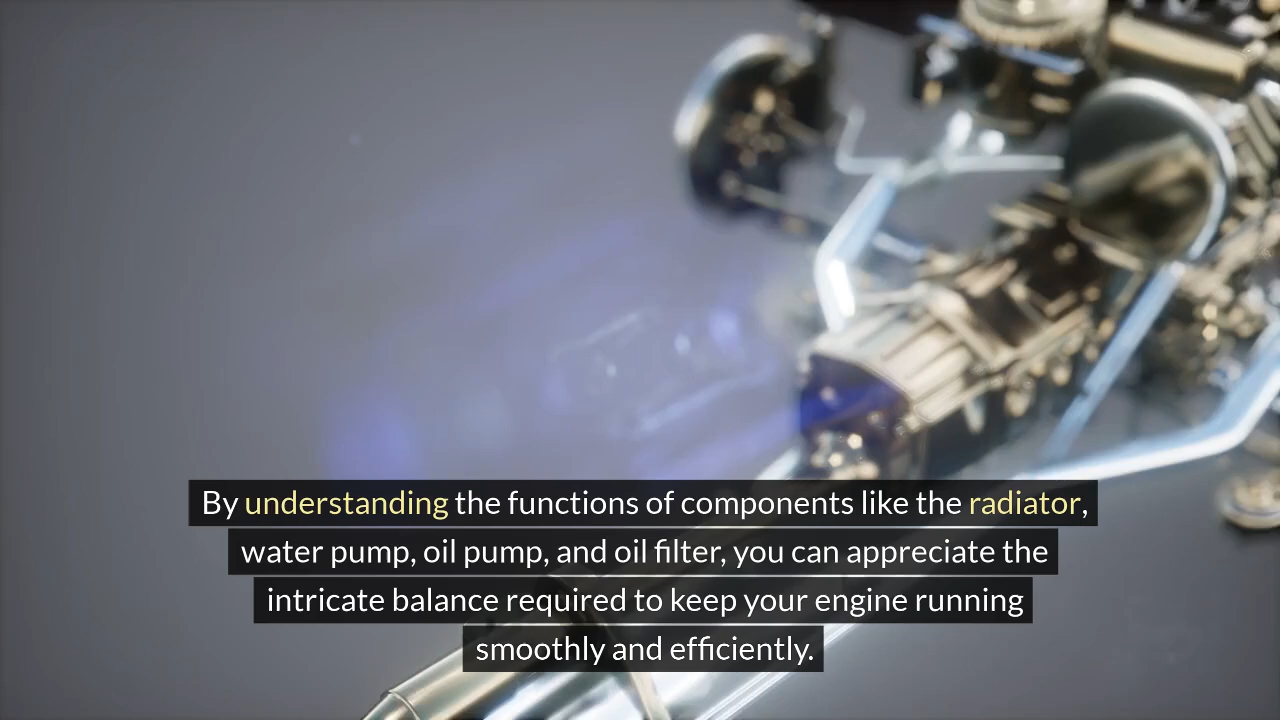 By understanding the functions of components like the radiator,
water pump, oil pump, and oil filter, you can appreciate the
intricate balance required to keep your engine running
smoothly and efficiently.